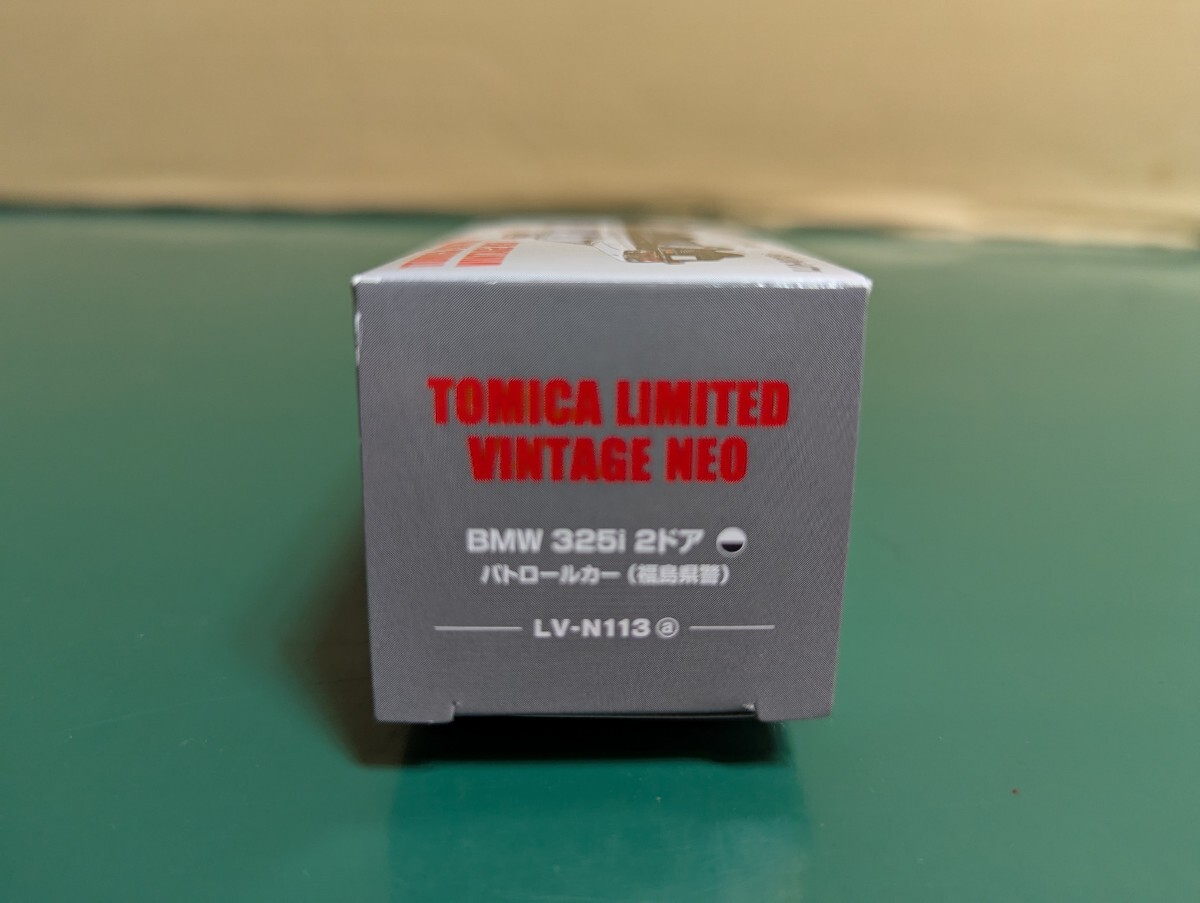 TOMICA LIMITED
VINTAGE NEO
BMW 325i 2ドア
パトロールカー（福島県警）
LV-N113 ⓐ